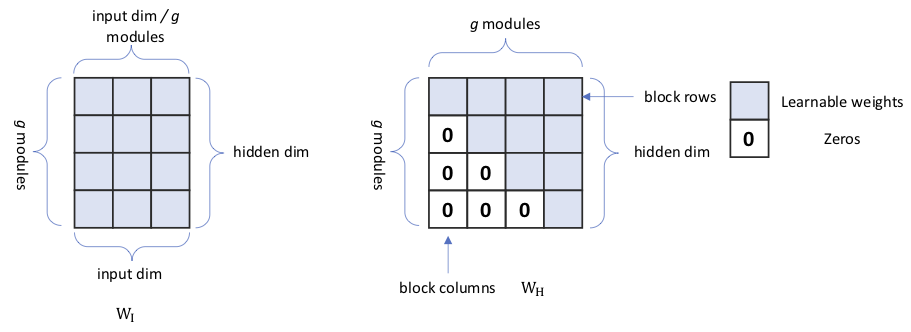 input dim / g
modules
g modules
hidden dim
input dim
W_I
g modules
g modules
block rows
hidden dim
0
0 0
0 0 0
block columns
W_H
Learnable weights
0
Zeros